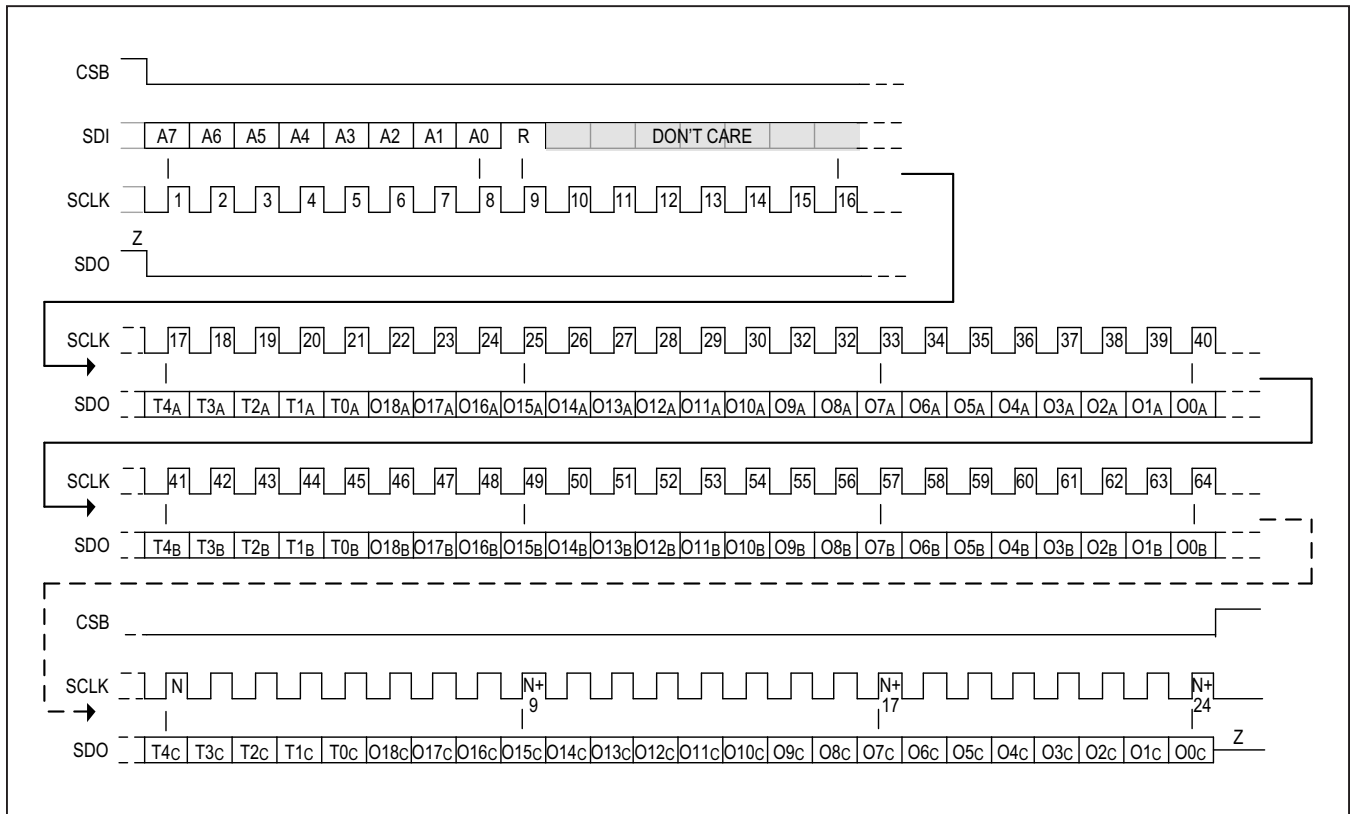 CSB
SDI A7 A6 A5 A4 A3 A2 A1 A0 R DON'T CARE
SCLK 1 2 3 4 5 6 7 8 9 10 11 12 13 14 15 16
Z
SDO
SCLK 17 18 19 20 21 22 23 24 25 26 27 28 29 30 32 32 33 34 35 36 37 38 39 40
SDO T4A T3A T2A T1A T0A O18A O17A O16A O15A O14A O13A O12A O11A O10A O9A O8A O7A O6A O5A O4A O3A O2A O1A O0A
SCLK 41 42 43 44 45 46 47 48 49 50 51 52 53 54 55 56 57 58 59 60 61 62 63 64
SDO T4B T3B T2B T1B T0B O18B O17B O16B O15B O14B O13B O12B O11B O10B O9B O8B O7B O6B O5B O4B O3B O2B O1B O0B
CSB
SCLK N N+ N+ N+
9 17 24
SDO T4C T3C T2C T1C T0C O18C O17C O16C O15C O14C O13C O12C O11C O10C O9C O8C O7C O6C O5C O4C O3C O2C O1C O0C Z